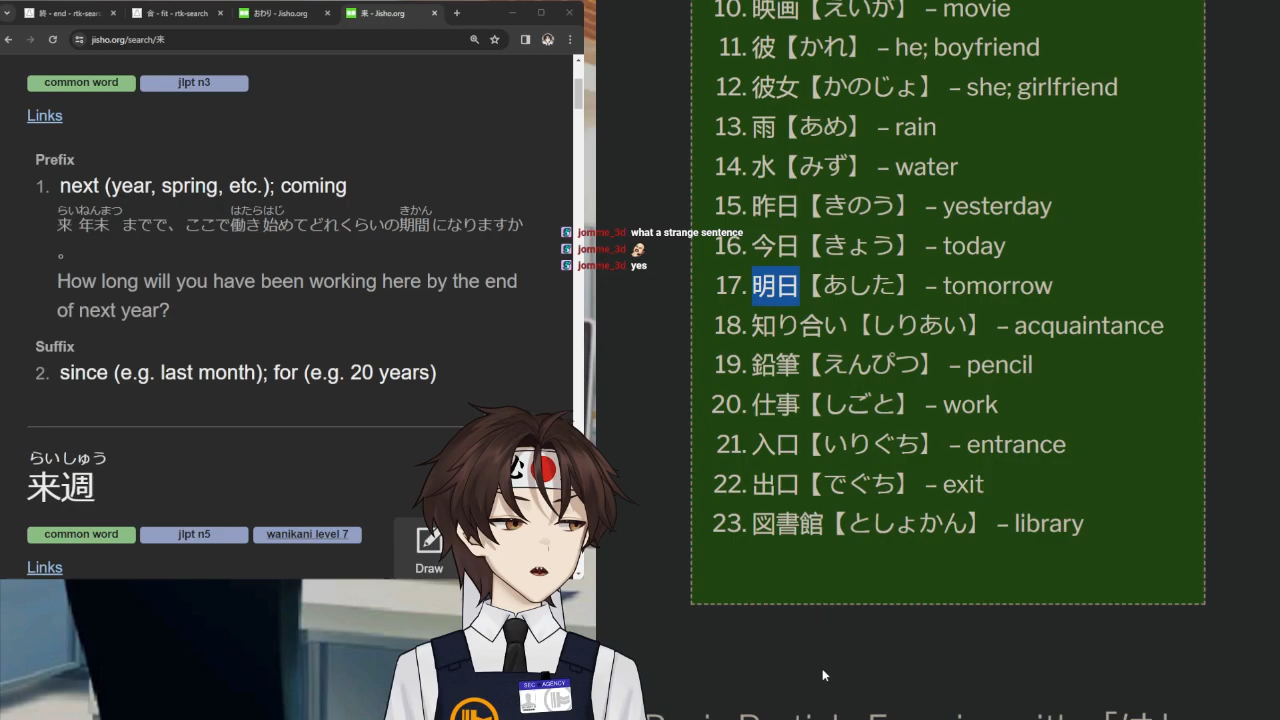 終 - end - rtk-search
合 - fit - rtk-search
おわり - Jisho.org
来 - Jisho.org
jisho.org/search/来
common word
jlpt n3
Links
Prefix
1. next (year, spring, etc.); coming
らいねんまつ はたらはじ きかん
来年末までで、ここで働き始めてどれくらいの期間になりますか
。
How long will you have been working here by the end
of next year?
Suffix
2. since (e.g. last month); for (e.g. 20 years)
らいしゅう
来週
common word
jlpt n5
wanikani level 7
Links
Draw
jomme_3d what a strange sentence
jomme_3d
jomme_3d yes
10. 映画【えいが】 – movie
11. 彼【かれ】 – he; boyfriend
12. 彼女【かのじょ】 – she; girlfriend
13. 雨【あめ】 – rain
14. 水【みず】 – water
15. 昨日【きのう】 – yesterday
16. 今日【きょう】 – today
17. 明日【あした】 – tomorrow
18. 知り合い【しりあい】 – acquaintance
19. 鉛筆【えんぴつ】 – pencil
20. 仕事【しごと】 – work
21. 入口【いりぐち】 – entrance
22. 出口【でぐち】 – exit
23. 図書館【としょかん】 – library
SEC AGENCY